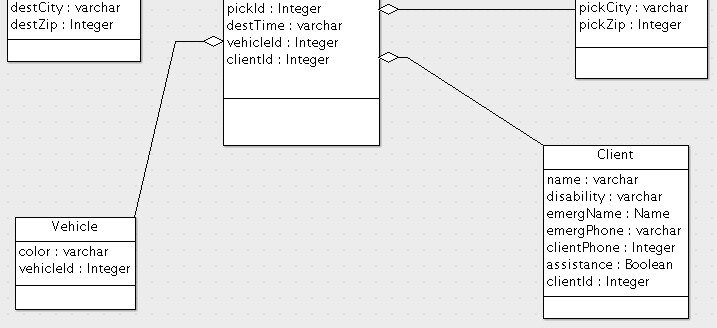 destCity : varchar
destZip : Integer
pickId : Integer
destTime : varchar
vehicleId : Integer
clientId : Integer
pickCity : varchar
pickZip : Integer
Vehicle
color : varchar
vehicleId : Integer
Client
name : varchar
disability : varchar
emergName : Name
emergPhone : varchar
clientPhone : Integer
assistance : Boolean
clientId : Integer